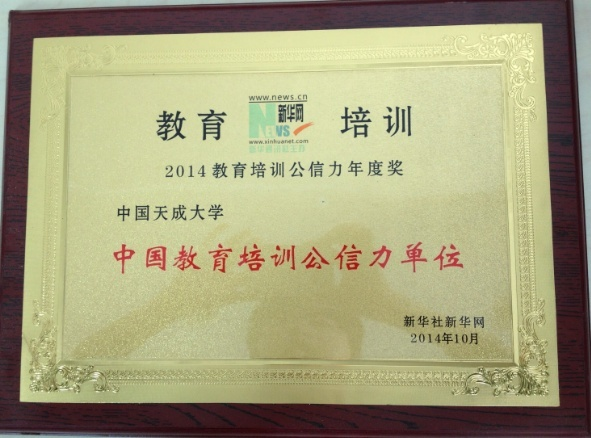 www.news.cn
教育 新华网 NEWS 培训
www.xinhuanet.com
2014教育培训公信力年度奖
中国天成大学
中国教育培训公信力单位
新华社新华网
2014年10月